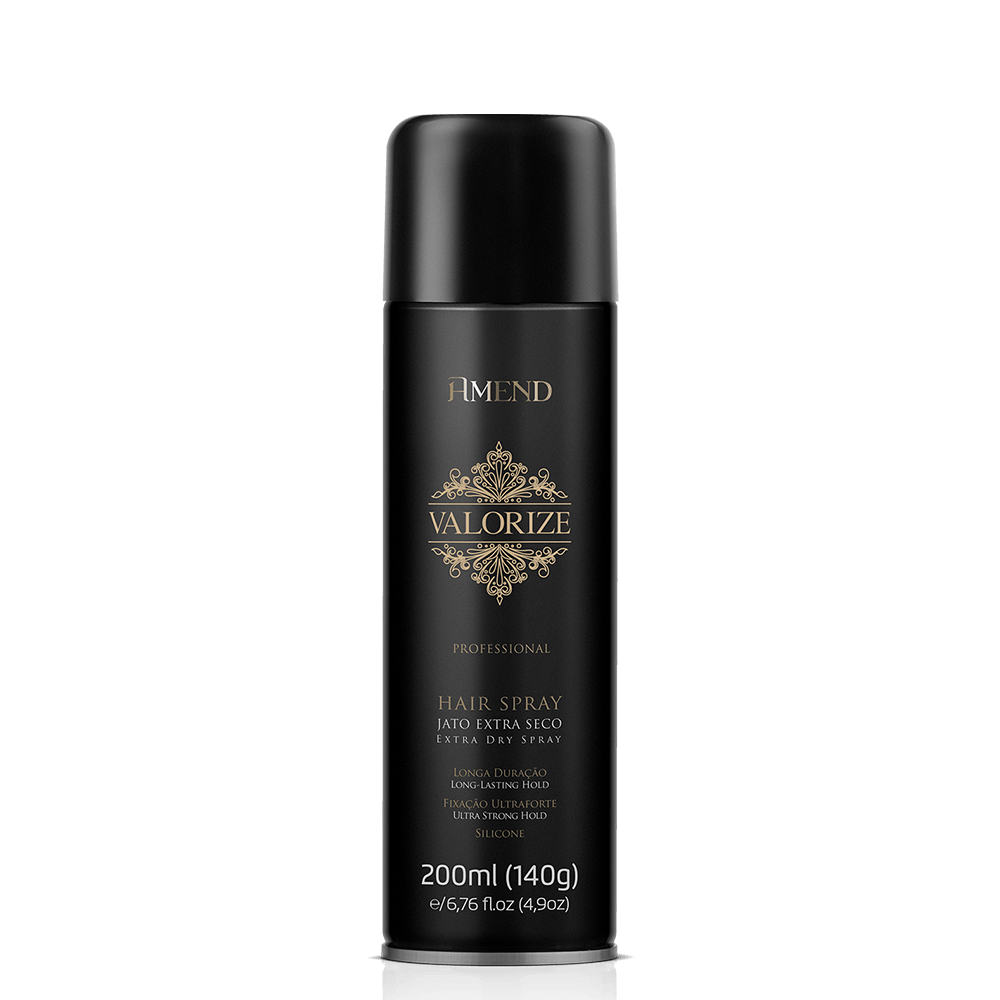 AMEND
VALORIZE
PROFESSIONAL
HAIR SPRAY
JATO EXTRA SECO
EXTRA DRY SPRAY
LONGA DURAÇÃO
LONG-LASTING HOLD
FIXAÇÃO ULTRAFORTE
ULTRA STRONG HOLD
SILICONE
200ml (140g)
℮/6,76 fl.oz (4,9oz)